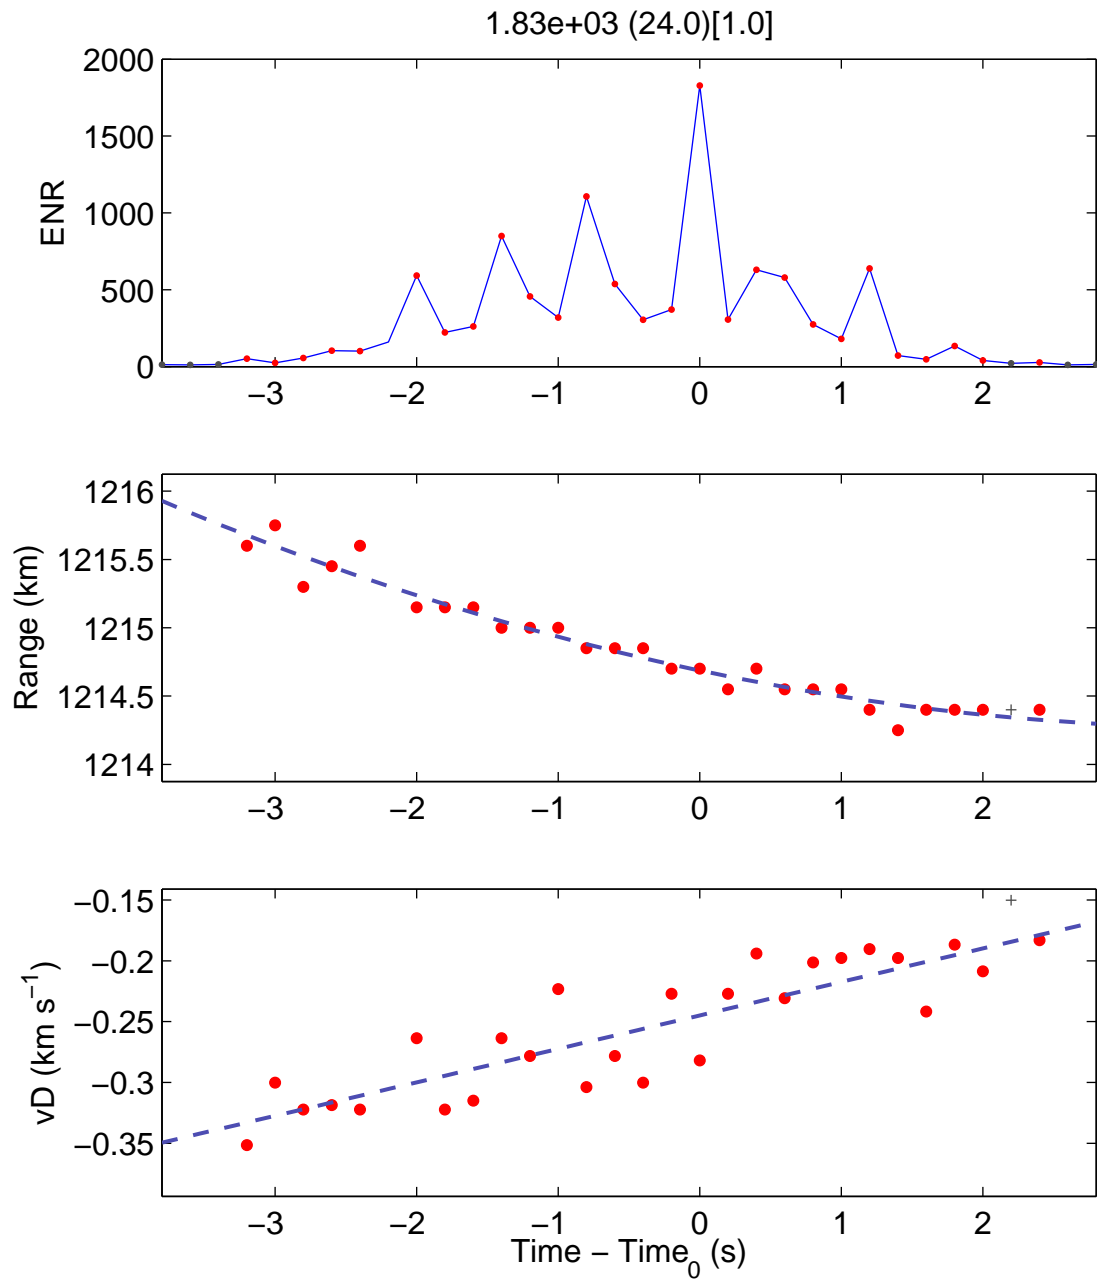 1.83e+03 (24.0)[1.0]
2000
1500
1000
500
0
ENR
−3 −2 −1 0 1 2
1216
1215.5
1215
1214.5
1214
Range (km)
−3 −2 −1 0 1 2
−0.15
−0.2
−0.25
−0.3
−0.35
vD (km s⁻¹)
−3 −2 −1 0 1 2
Time − Time₀ (s)